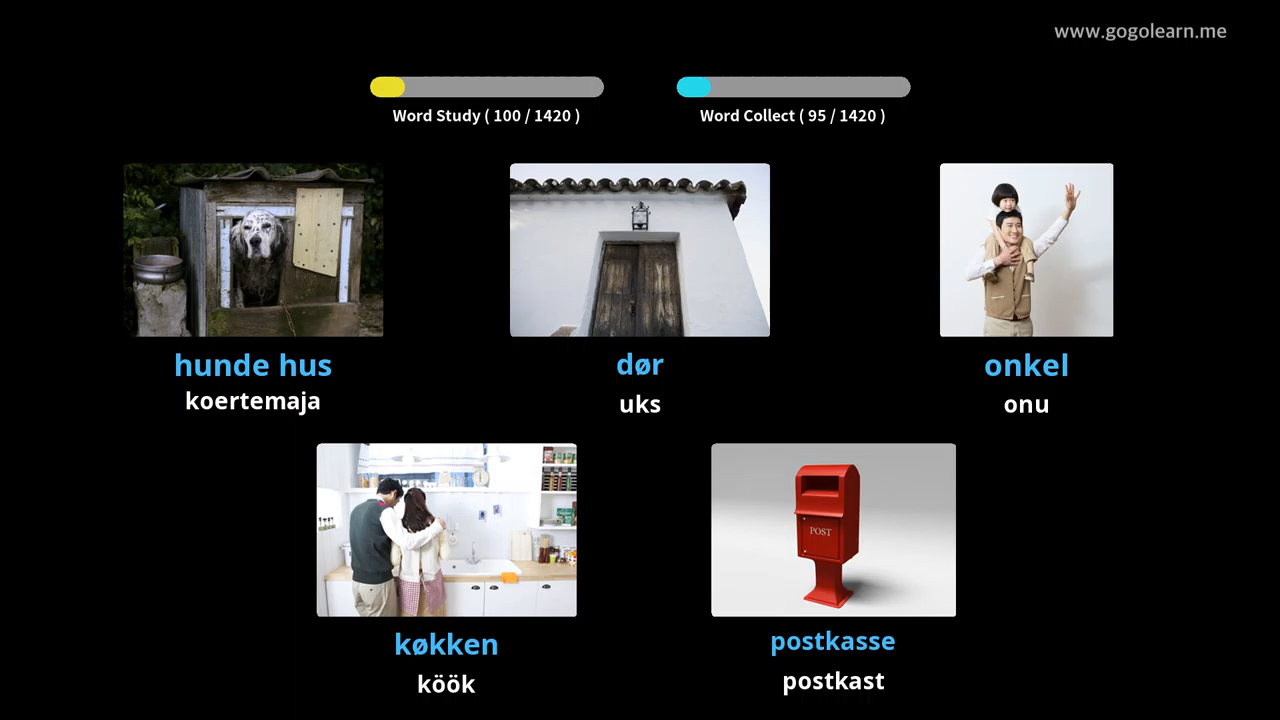 www.gogolearn.me
Word Study ( 100 / 1420 )
Word Collect ( 95 / 1420 )
hunde hus
koertemaja
dør
uks
onkel
onu
POST
køkken
köök
postkasse
postkast